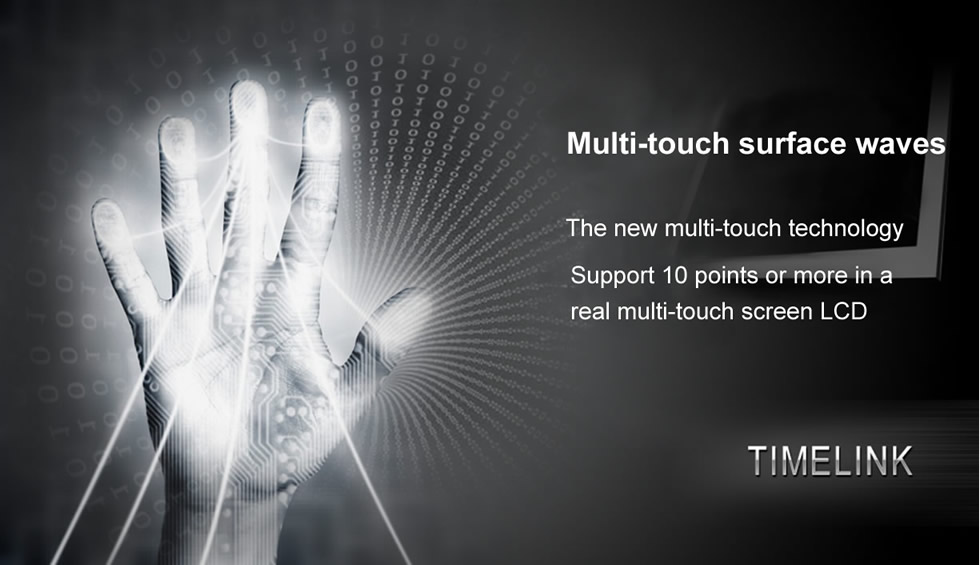 Multi-touch surface waves
The new multi-touch technology
Support 10 points or more in a
real multi-touch screen LCD
TIMELINK